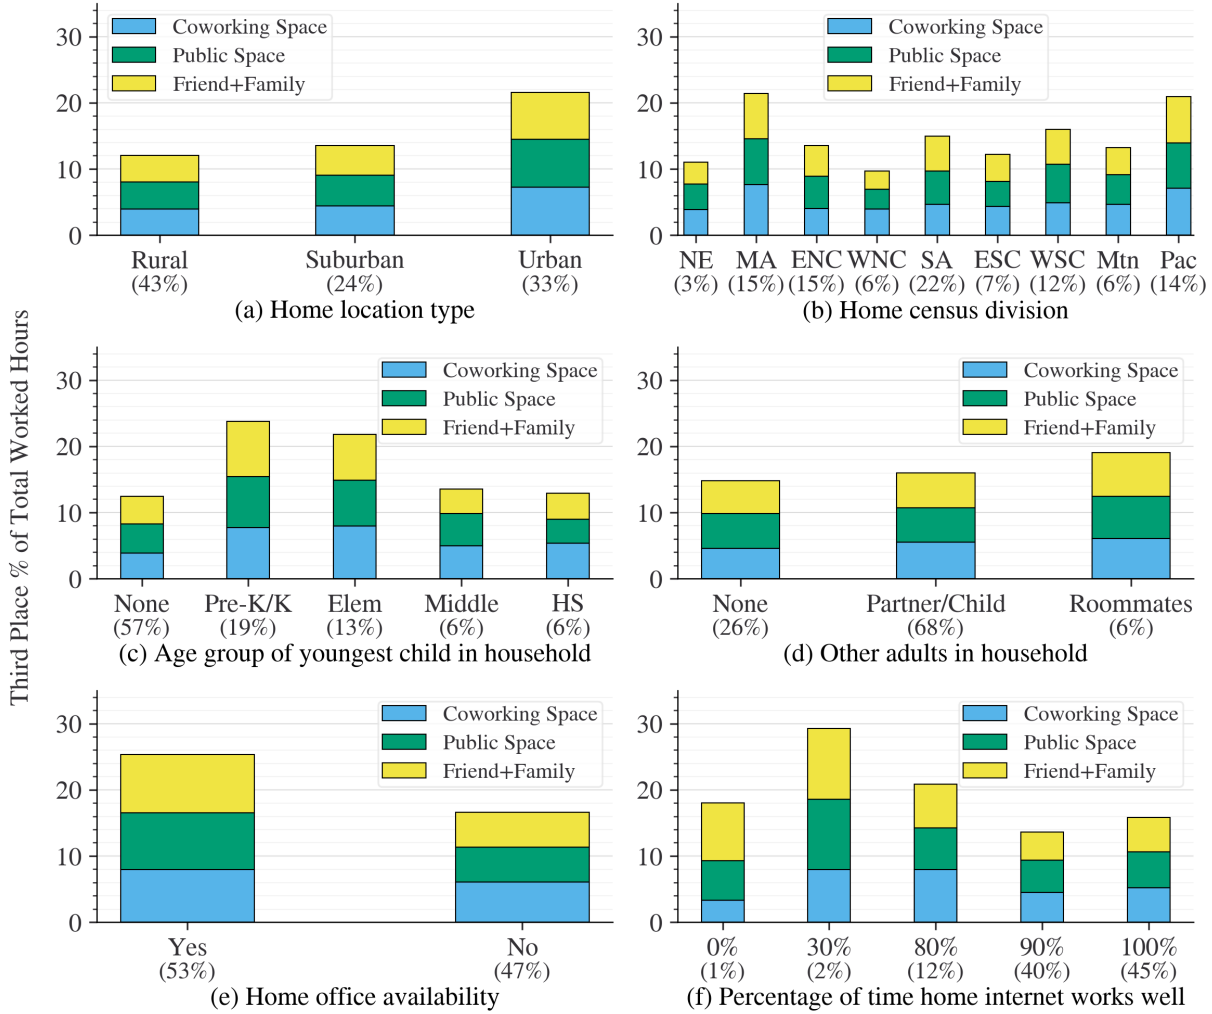 Third Place % of Total Worked Hours
30
20
10
0
Coworking Space
Public Space
Friend+Family
Rural Suburban Urban
(43%) (24%) (33%)
(a) Home location type
30
20
10
0
Coworking Space
Public Space
Friend+Family
NE MA ENC WNC SA ESC WSC Mtn Pac
(3%) (15%) (15%) (6%) (22%) (7%) (12%) (6%) (14%)
(b) Home census division
30
20
10
0
Coworking Space
Public Space
Friend+Family
None Pre-K/K Elem Middle HS
(57%) (19%) (13%) (6%) (6%)
(c) Age group of youngest child in household
30
20
10
0
Coworking Space
Public Space
Friend+Family
None Partner/Child Roommates
(26%) (68%) (6%)
(d) Other adults in household
30
20
10
0
Coworking Space
Public Space
Friend+Family
Yes No
(53%) (47%)
(e) Home office availability
30
20
10
0
Coworking Space
Public Space
Friend+Family
0% 30% 80% 90% 100%
(1%) (2%) (12%) (40%) (45%)
(f) Percentage of time home internet works well